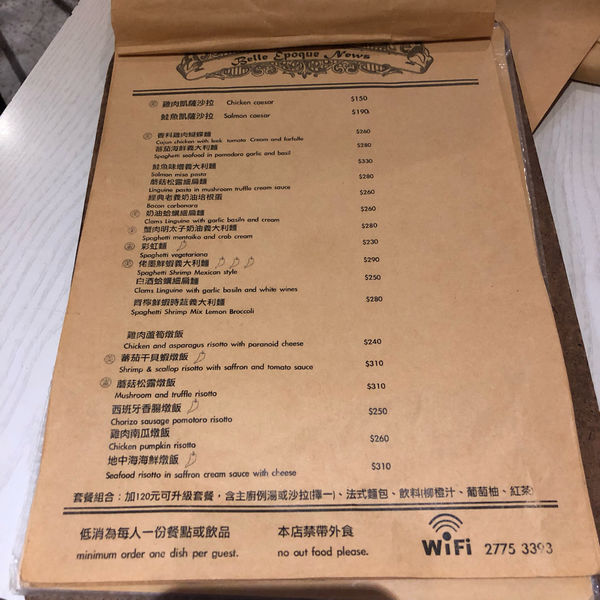 Belle Epoque News
雞肉凱薩沙拉 Chicken caesar $150
鮭魚凱薩沙拉 Salmon caesar $190
香料雞肉蝴蝶麵 $260
Cajun chicken with leek tomato Cream and farfalle
蕃茄海鮮義大利麵 $280
Spaghetti seafood in pomodoro garlic and basil
鮭魚味噌義大利麵 $330
Salmon miso pasta
蘑菇松露細扁麵 $280
Linguine pasta in mushroom truffle cream sauce
經典老義奶油培根蛋 $260
Bacon carbonara
奶油蛤蠣細扁麵 $260
Clams Linguine with garlic basiln and cream
蟹肉明太子奶油義大利麵 $280
Spaghetti mentaiko and crab cream
彩虹麵 $230
Spaghetti vegetariana
佬墨鮮蝦義大利麵 $290
Spaghetti Shrimp Mexican style
白酒蛤蠣細扁麵 $250
Clams Linguine with garlic basiln and white wines
青檸鮮蝦時蔬義大利麵 $280
Spaghetti Shrimp Mix Lemon Broccoli
雞肉蘆筍燉飯
Chicken and asparagus risotto with paranoid cheese $240
蕃茄干貝蝦燉飯
Shrimp & scallop risotto with saffron and tomato sauce $310
蘑菇松露燉飯 $310
Mushroom and truffle risotto
西班牙香腸燉飯 $250
Chorizo sausage pomotoro risotto
雞肉南瓜燉飯 $260
Chicken pumpkin risotto
地中海海鮮燉飯 $310
Seafood risotto in saffron cream sauce with cheese
套餐組合：加120元可升級套餐，含主廚例湯或沙拉(擇一)、法式麵包、飲料(柳橙汁、葡萄柚、紅茶)
低消為每人一份餐點或飲品 本店禁帶外食
minimum order one dish per guest. no out food please. WiFi 2775 3393